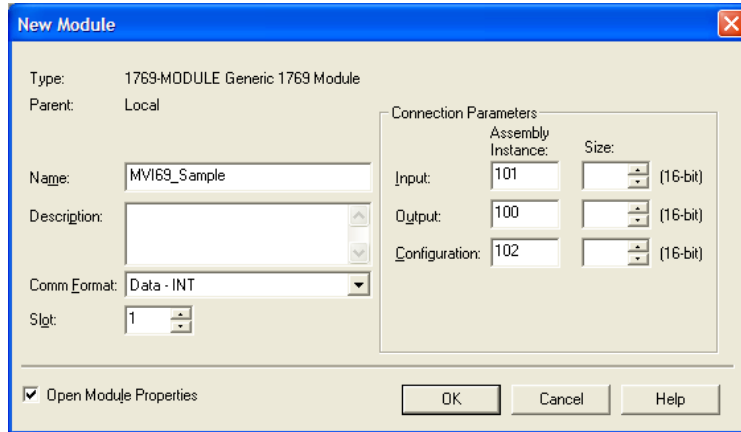 New Module
Type: 1769-MODULE Generic 1769 Module
Parent: Local
Connection Parameters
Assembly Instance: Size:
Name: MVI69_Sample
Input: 101 (16-bit)
Description:
Output: 100 (16-bit)
Configuration: 102 (16-bit)
Comm Format: Data - INT
Slot: 1
Open Module Properties
OK Cancel Help